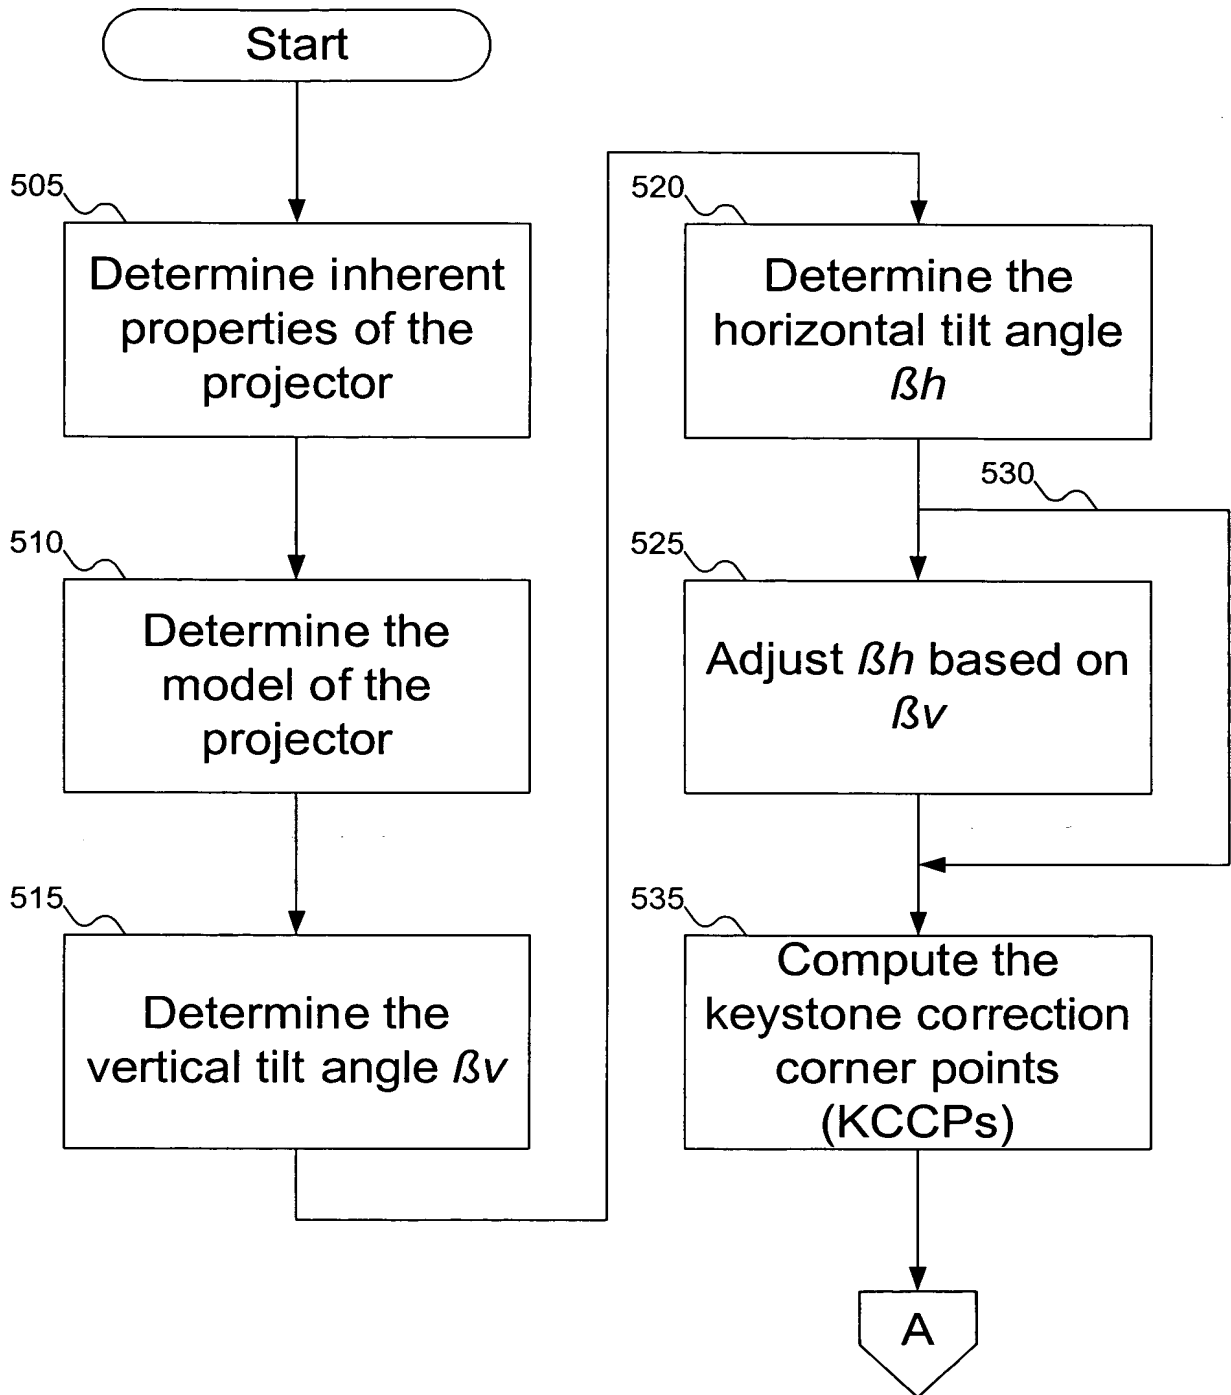 Start
505
Determine inherent
properties of the
projector
510
Determine the
model of the
projector
515
Determine the
vertical tilt angle ßv
520
Determine the
horizontal tilt angle
ßh
530
525
Adjust ßh based on
ßv
535
Compute the
keystone correction
corner points
(KCCPs)
A